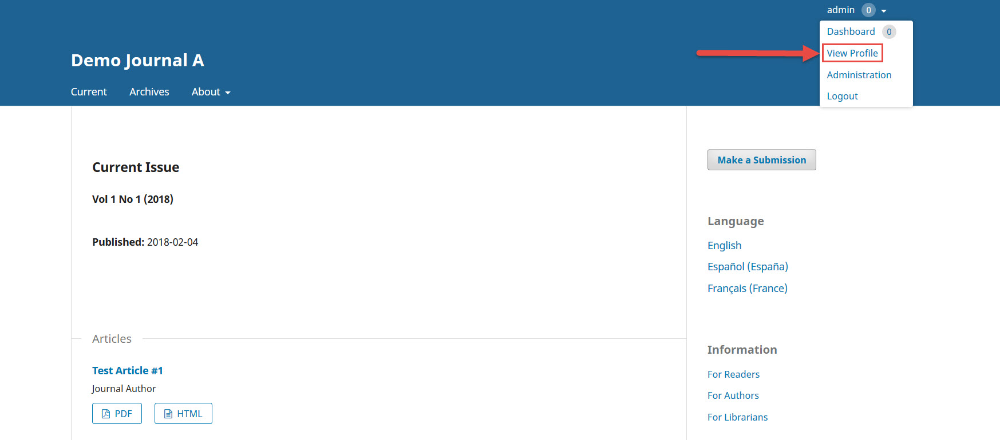 admin 0
Dashboard 0
View Profile
Administration
Logout
Demo Journal A
Current Archives About
Current Issue
Vol 1 No 1 (2018)
Published: 2018-02-04
Articles
Test Article #1
Journal Author
PDF HTML
Make a Submission
Language
English
Español (España)
Français (France)
Information
For Readers
For Authors
For Librarians